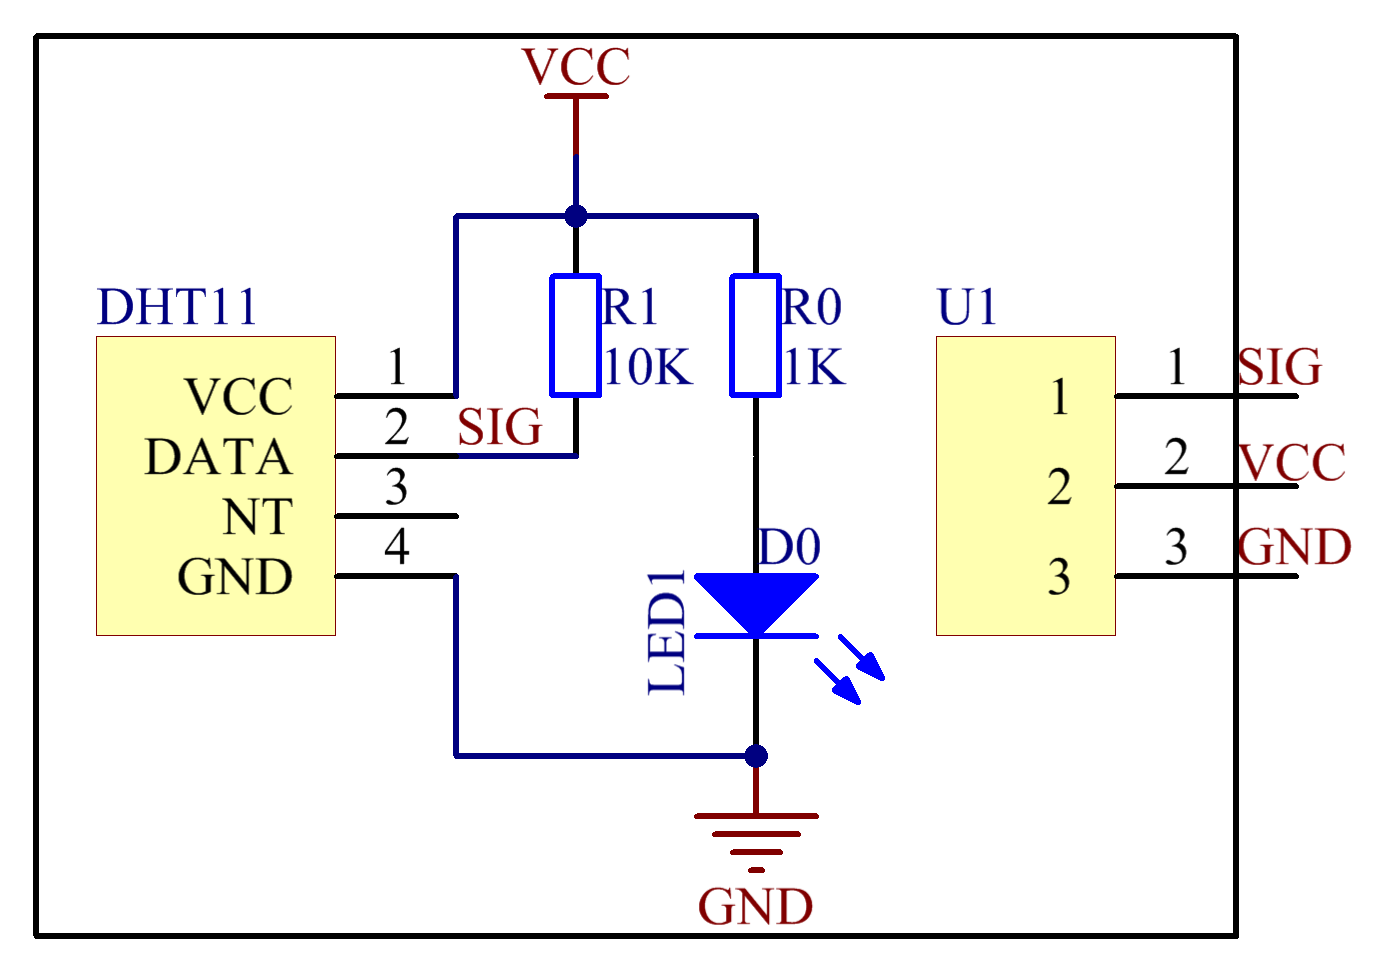 VCC
DHT11
R1
10K
R0
1K
U1
VCC 1
DATA 2
SIG
NT 3
GND 4
D0
LED1
1 1 SIG
2 2 VCC
3 3 GND
GND